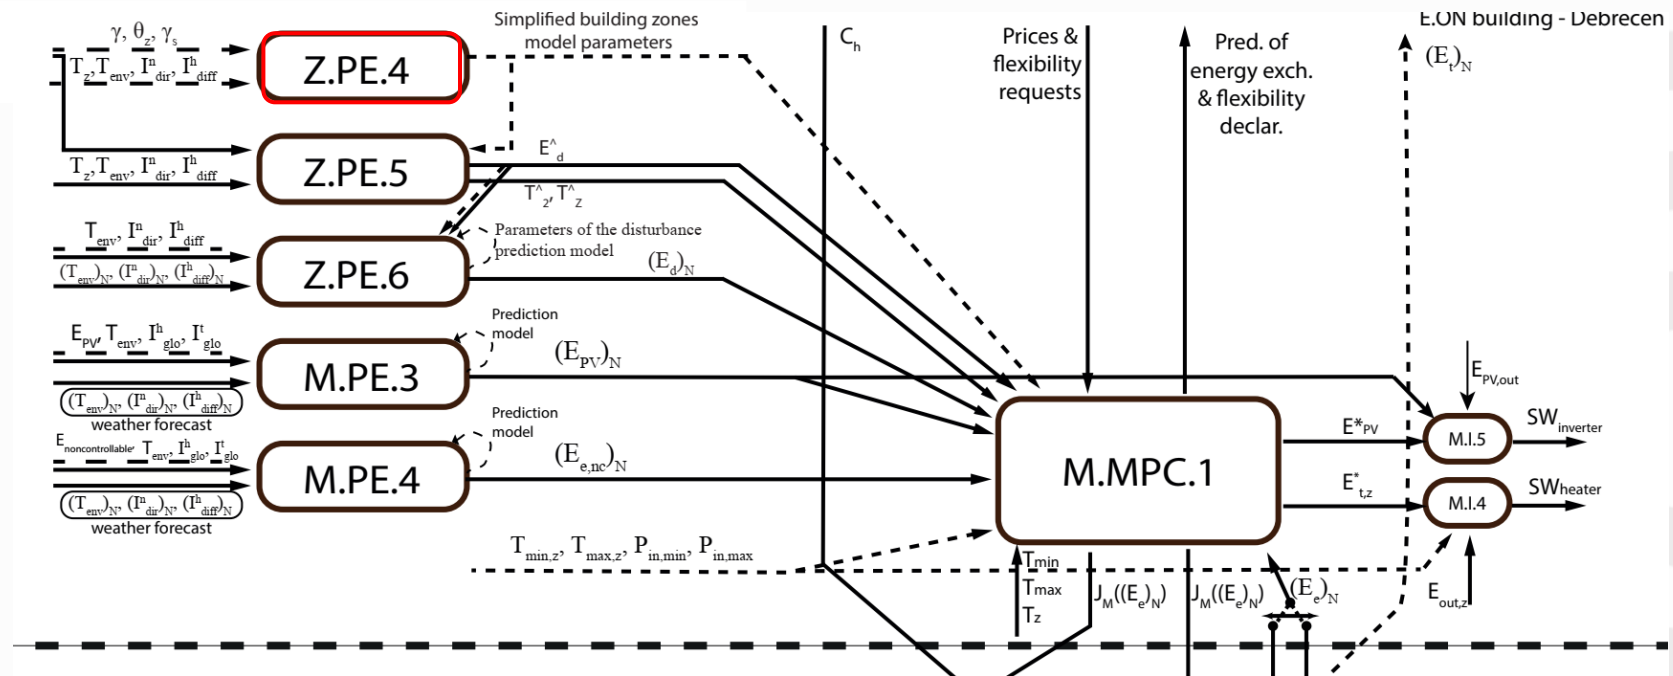 γ, θz, γs
Tz,Tenv, Iⁿdir, Iʰdiff
Z.PE.4
Simplified building zones
model parameters
Ch
Prices &
flexibility
requests
Pred. of
energy exch.
& flexibility
declar.
E.ON building - Debrecen
(Et)N
Tz,Tenv, Iⁿdir, Iʰdiff
Z.PE.5
E^d
T^2, T^Z
Tenv, Iⁿdir, Iʰdiff
(Tenv)N, (Iⁿdir)N, (Iʰdiff)N
Z.PE.6
Parameters of the disturbance
prediction model
(Ed)N
EPV, Tenv, Iʰglo, Iᵗglo
(Tenv)N, (Iⁿdir)N, (Iʰdiff)N
weather forecast
M.PE.3
Prediction
model
(EPV)N
Enoncontrollable, Tenv, Iʰglo, Iᵗglo
(Tenv)N, (Iⁿdir)N, (Iʰdiff)N
weather forecast
M.PE.4
Prediction
model
(Ee,nc)N
M.MPC.1
EPV,out
E*PV
M.I.5
SWinverter
E*t,z
M.I.4
SWheater
Tmin,z, Tmax,z, Pin,min, Pin,max
Tmin
Tmax
Tz
JM((Ee)N)
JM((Ee)N)
(Ee)N
Eout,z